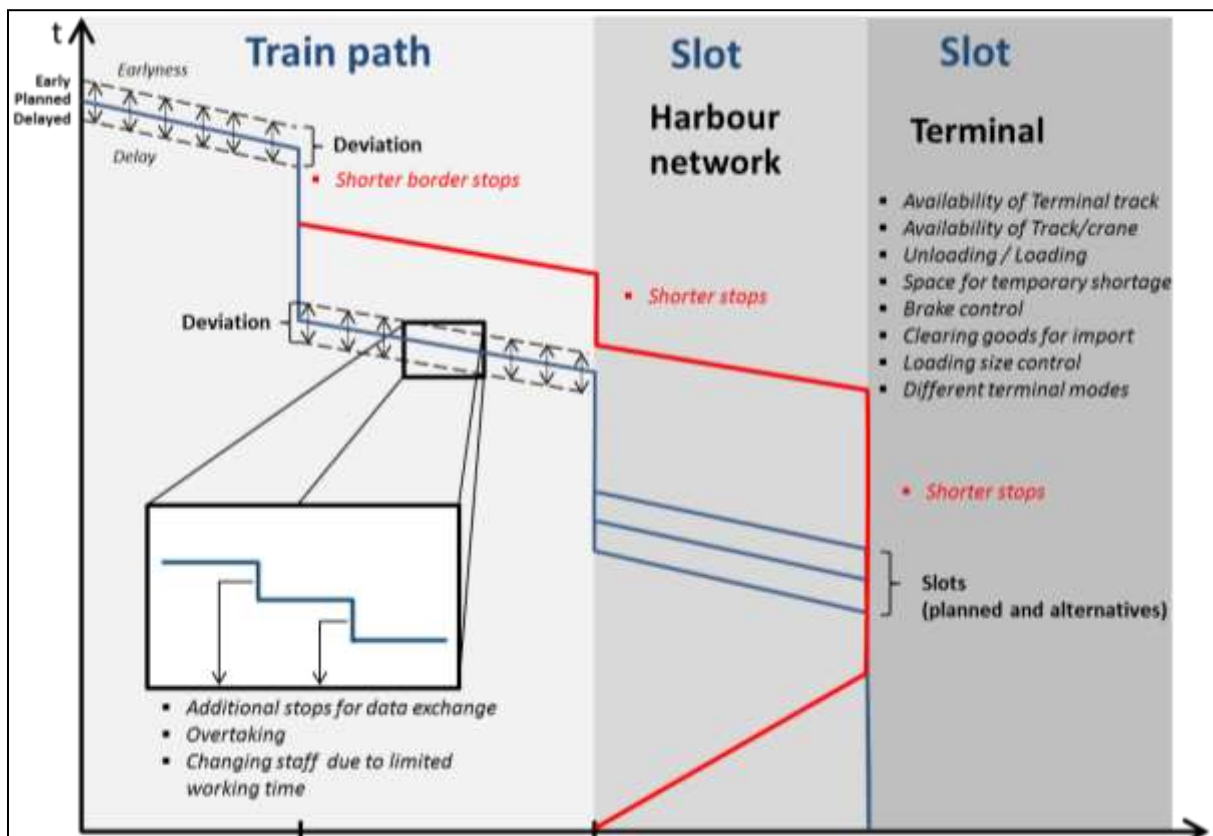 t
Train path
Slot
Slot
Early
Planned
Delayed
Earlyness
Delay
Deviation
▪ Shorter border stops
Harbour
network
Terminal
▪ Availability of Terminal track
▪ Availability of Track/crane
▪ Unloading / Loading
▪ Space for temporary shortage
▪ Brake control
▪ Clearing goods for import
▪ Loading size control
▪ Different terminal modes
▪ Shorter stops
Deviation
▪ Shorter stops
Slots
(planned and alternatives)
▪ Additional stops for data exchange
▪ Overtaking
▪ Changing staff due to limited
working time